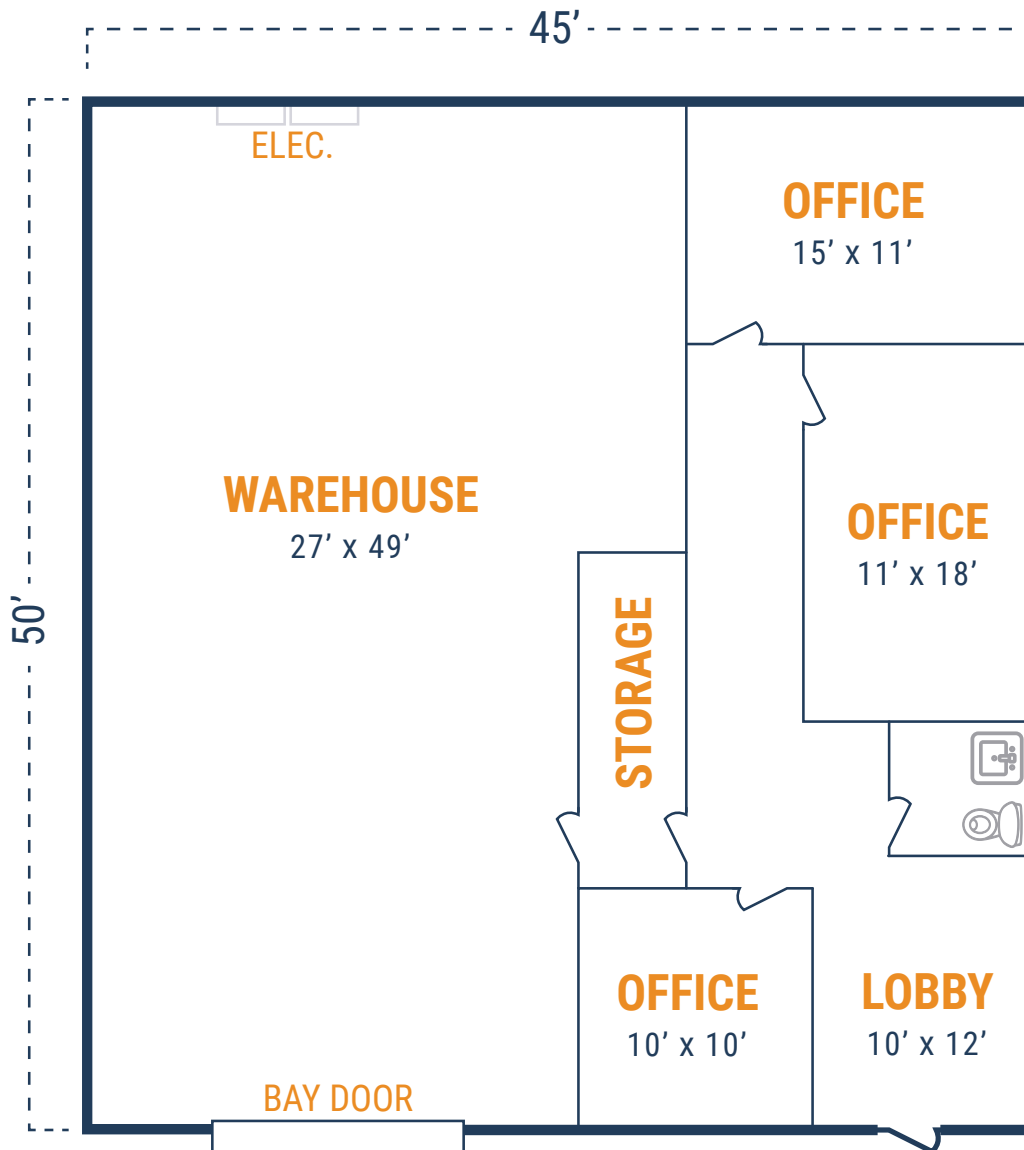 45’
ELEC.
OFFICE
15’ x 11’
WAREHOUSE
27’ x 49’
OFFICE
11’ x 18’
50’
STORAGE
OFFICE
10’ x 10’
LOBBY
10’ x 12’
BAY DOOR